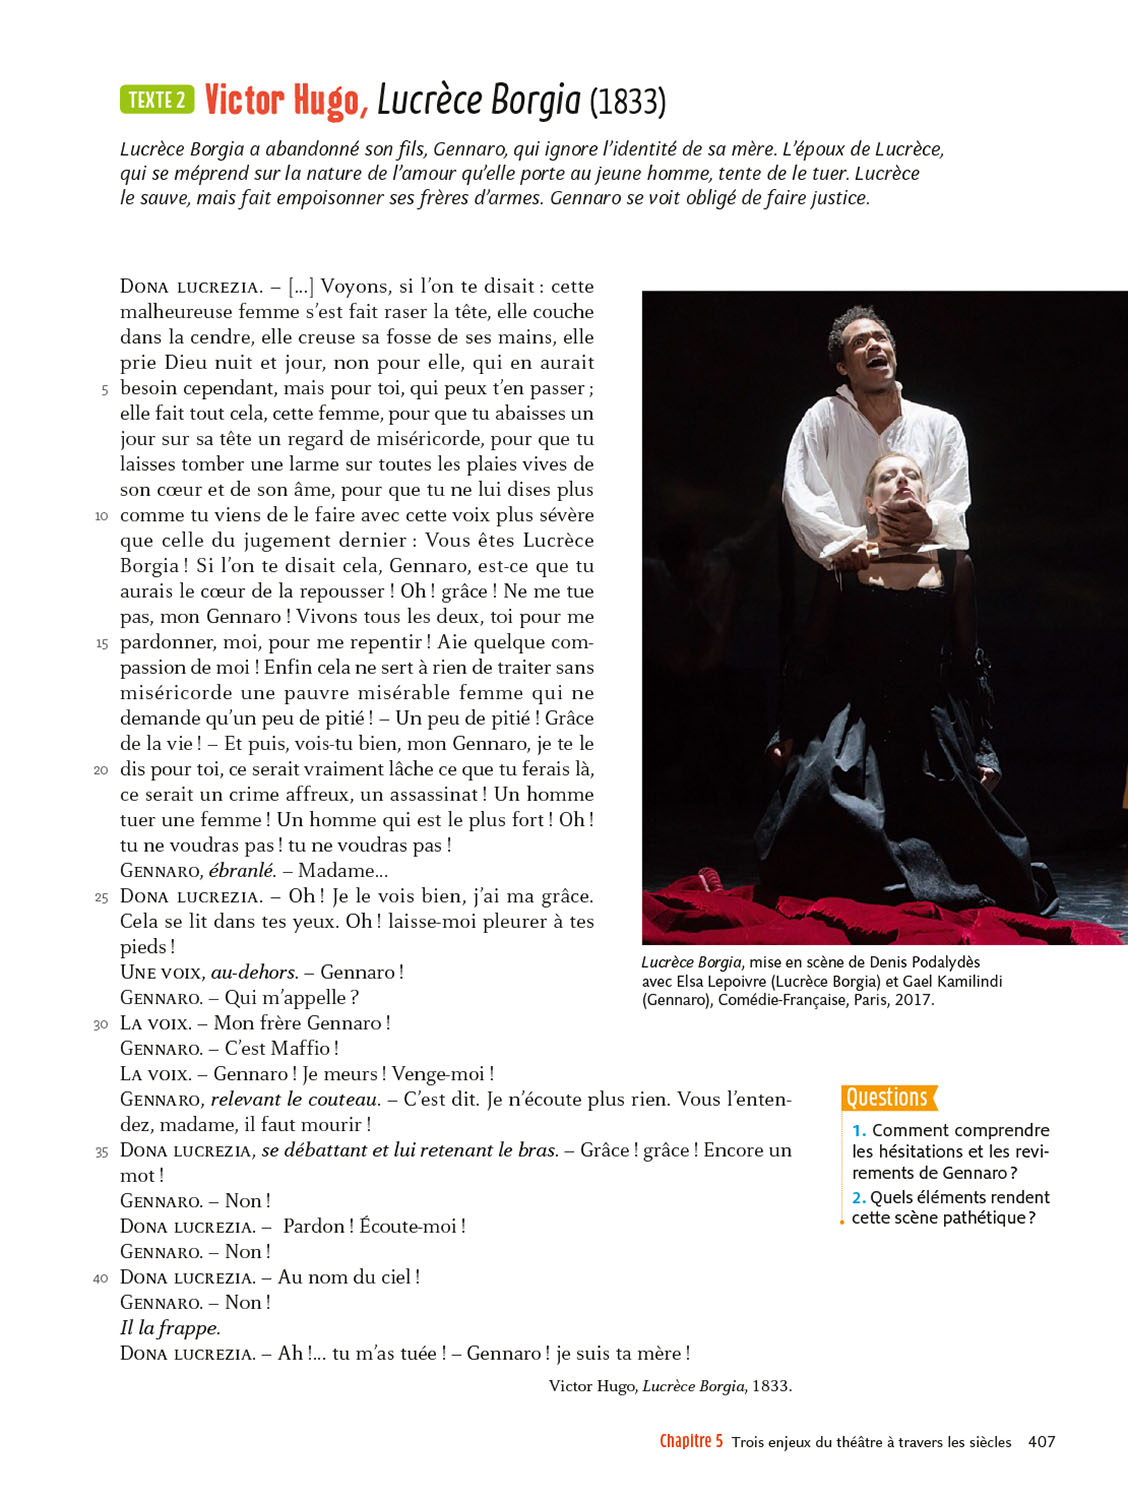 TEXTE 2 Victor Hugo, Lucrèce Borgia (1833)
Lucrèce Borgia a abandonné son fils, Gennaro, qui ignore l’identité de sa mère. L’époux de Lucrèce,
qui se méprend sur la nature de l’amour qu’elle porte au jeune homme, tente de le tuer. Lucrèce
le sauve, mais fait empoisonner ses frères d’armes. Gennaro se voit obligé de faire justice.
DONA LUCREZIA. – [...] Voyons, si l’on te disait : cette
malheureuse femme s’est fait raser la tête, elle couche
dans la cendre, elle creuse sa fosse de ses mains, elle
prie Dieu nuit et jour, non pour elle, qui en aurait
5 besoin cependant, mais pour toi, qui peux t’en passer ;
elle fait tout cela, cette femme, pour que tu abaisses un
jour sur sa tête un regard de miséricorde, pour que tu
laisses tomber une larme sur toutes les plaies vives de
son cœur et de son âme, pour que tu ne lui dises plus
10 comme tu viens de le faire avec cette voix plus sévère
que celle du jugement dernier : Vous êtes Lucrèce
Borgia ! Si l’on te disait cela, Gennaro, est-ce que tu
aurais le cœur de la repousser ! Oh ! grâce ! Ne me tue
pas, mon Gennaro ! Vivons tous les deux, toi pour me
15 pardonner, moi, pour me repentir ! Aie quelque com-
passion de moi ! Enfin cela ne sert à rien de traiter sans
miséricorde une pauvre misérable femme qui ne
demande qu’un peu de pitié ! – Un peu de pitié ! Grâce
de la vie ! – Et puis, vois-tu bien, mon Gennaro, je te le
20 dis pour toi, ce serait vraiment lâche ce que tu ferais là,
ce serait un crime affreux, un assassinat ! Un homme
tuer une femme ! Un homme qui est le plus fort ! Oh !
tu ne voudras pas ! tu ne voudras pas !
GENNARO, ébranlé. – Madame...
25 DONA LUCREZIA. – Oh ! Je le vois bien, j’ai ma grâce.
Cela se lit dans tes yeux. Oh ! laisse-moi pleurer à tes
pieds !
UNE VOIX, au-dehors. – Gennaro !
GENNARO. – Qui m’appelle ?
30 LA VOIX. – Mon frère Gennaro !
GENNARO. – C’est Maffio !
LA VOIX. – Gennaro ! Je meurs ! Venge-moi !
GENNARO, relevant le couteau. – C’est dit. Je n’écoute plus rien. Vous l’enten-
dez, madame, il faut mourir !
35 DONA LUCREZIA, se débattant et lui retenant le bras. – Grâce ! grâce ! Encore un
mot !
GENNARO. – Non !
DONA LUCREZIA. – Pardon ! Écoute-moi !
GENNARO. – Non !
40 DONA LUCREZIA. – Au nom du ciel !
GENNARO. – Non !
Il la frappe.
DONA LUCREZIA. – Ah !... tu m’as tuée ! – Gennaro ! je suis ta mère !
Victor Hugo, Lucrèce Borgia, 1833.
Lucrèce Borgia, mise en scène de Denis Podalydès
avec Elsa Lepoivre (Lucrèce Borgia) et Gael Kamilindi
(Gennaro), Comédie-Française, Paris, 2017.
Questions
1. Comment comprendre
les hésitations et les revi-
rements de Gennaro ?
2. Quels éléments rendent
cette scène pathétique ?
Chapitre 5 Trois enjeux du théâtre à travers les siècles 407